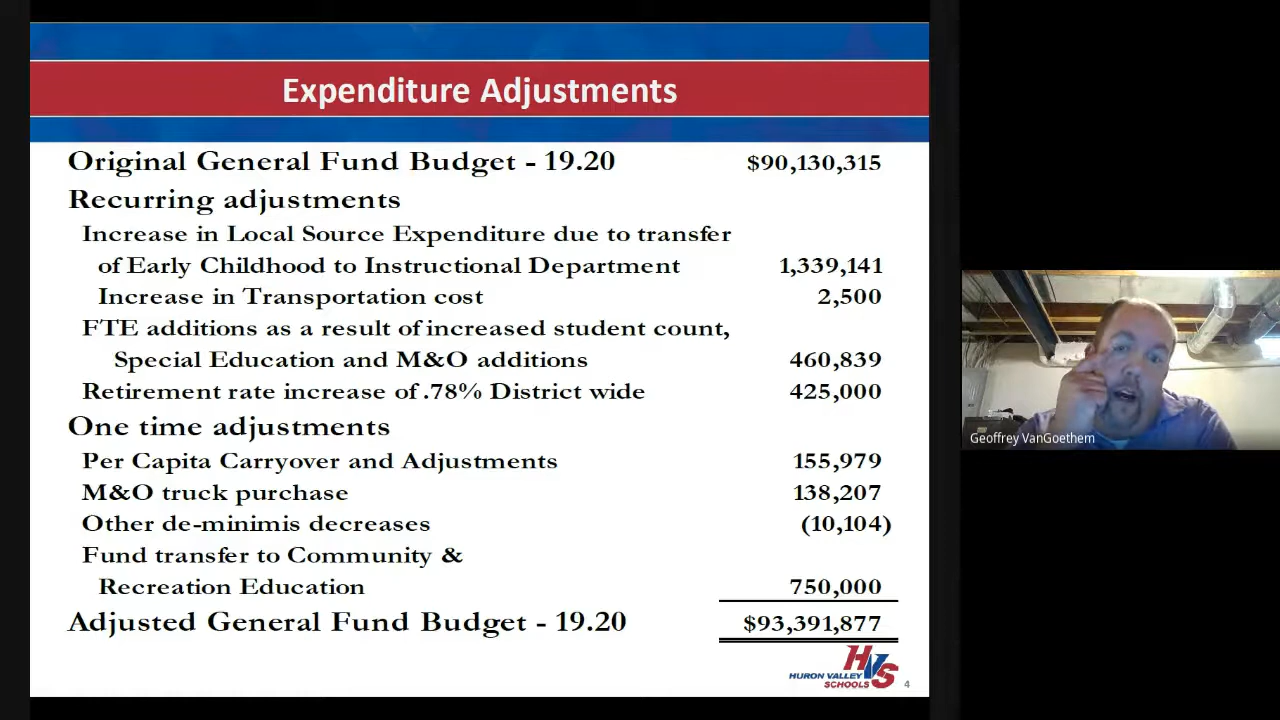 Expenditure Adjustments
Original General Fund Budget - 19.20 $90,130,315
Recurring adjustments
Increase in Local Source Expenditure due to transfer
of Early Childhood to Instructional Department 1,339,141
Increase in Transportation cost 2,500
FTE additions as a result of increased student count,
Special Education and M&O additions 460,839
Retirement rate increase of .78% District wide 425,000
One time adjustments
Per Capita Carryover and Adjustments 155,979
M&O truck purchase 138,207
Other de-minimis decreases (10,104)
Fund transfer to Community &
Recreation Education 750,000
Adjusted General Fund Budget - 19.20 $93,391,877
HVS
HURON VALLEY
SCHOOLS
4
Geoffrey VanGoethem